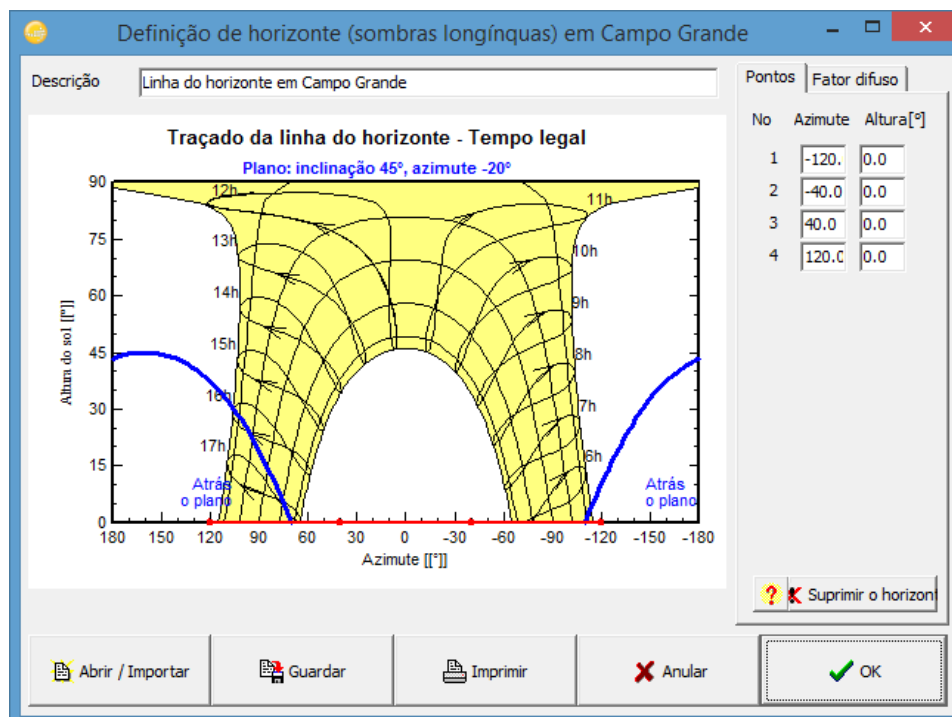 Definição de horizonte (sombras longínquas) em Campo Grande
Descrição Linha do horizonte em Campo Grande
Pontos Fator difuso
No Azimute Altura[º]
1 -120. 0.0
2 -40.0 0.0
3 40.0 0.0
4 120.0 0.0
Traçado da linha do horizonte - Tempo legal
Plano: inclinação 45º, azimute -20º
Altura do sol [[º]]
90
75
60
45
30
15
0
12h
13h
14h
15h
16h
17h
11h
10h
9h
8h
7h
6h
Atrás
o plano
Atrás
o plano
180 150 120 90 60 30 0 -30 -60 -90 -120 -150 -180
Azimute [[°]]
? Suprimir o horizont
Abrir / Importar Guardar Imprimir Anular OK